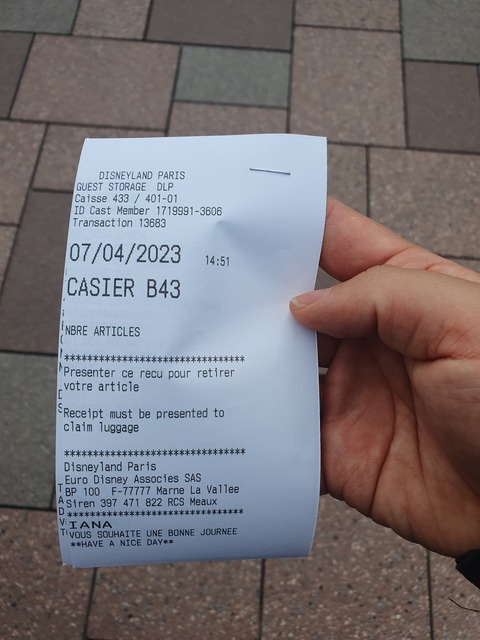 DISNEYLAND PARIS
GUEST STORAGE DLP
Caisse 433 / 401-01
ID Cast Member 1719991-3606
Transaction 13683
07/04/2023 14:51
CASIER B43
NBRE ARTICLES
******************************
Presenter ce recu pour retirer
votre article
Receipt must be presented to
claim luggage
******************************
Disneyland Paris
Euro Disney Associes SAS
BP 100 F-77777 Marne La Vallee
Siren 397 471 822 RCS Meaux
******************************
IANA
VOUS SOUHAITE UNE BONNE JOURNEE
**HAVE A NICE DAY**